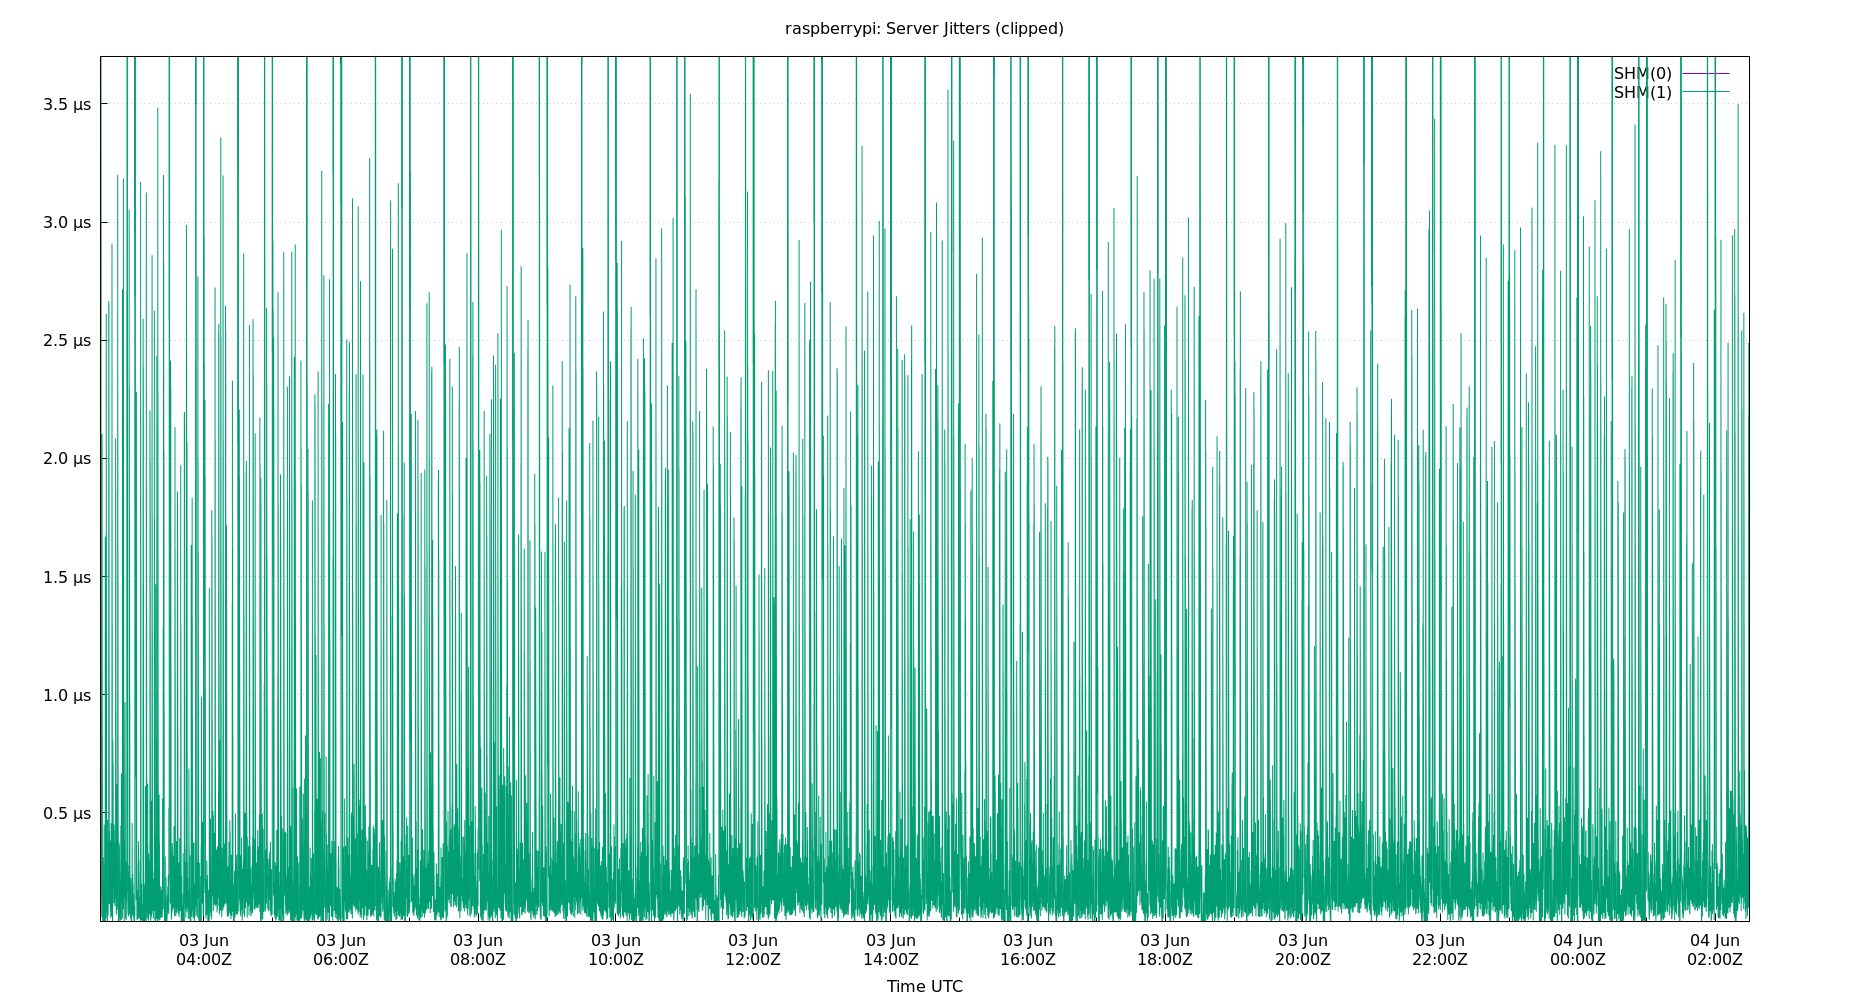 raspberrypi: Server Jitters (clipped)
SHM(0)
SHM(1)
3.5 µs
3.0 µs
2.5 µs
2.0 µs
1.5 µs
1.0 µs
0.5 µs
03 Jun 03 Jun 03 Jun 03 Jun 03 Jun 03 Jun 03 Jun 03 Jun 03 Jun 03 Jun 04 Jun 04 Jun
04:00Z 06:00Z 08:00Z 10:00Z 12:00Z 14:00Z 16:00Z 18:00Z 20:00Z 22:00Z 00:00Z 02:00Z
Time UTC